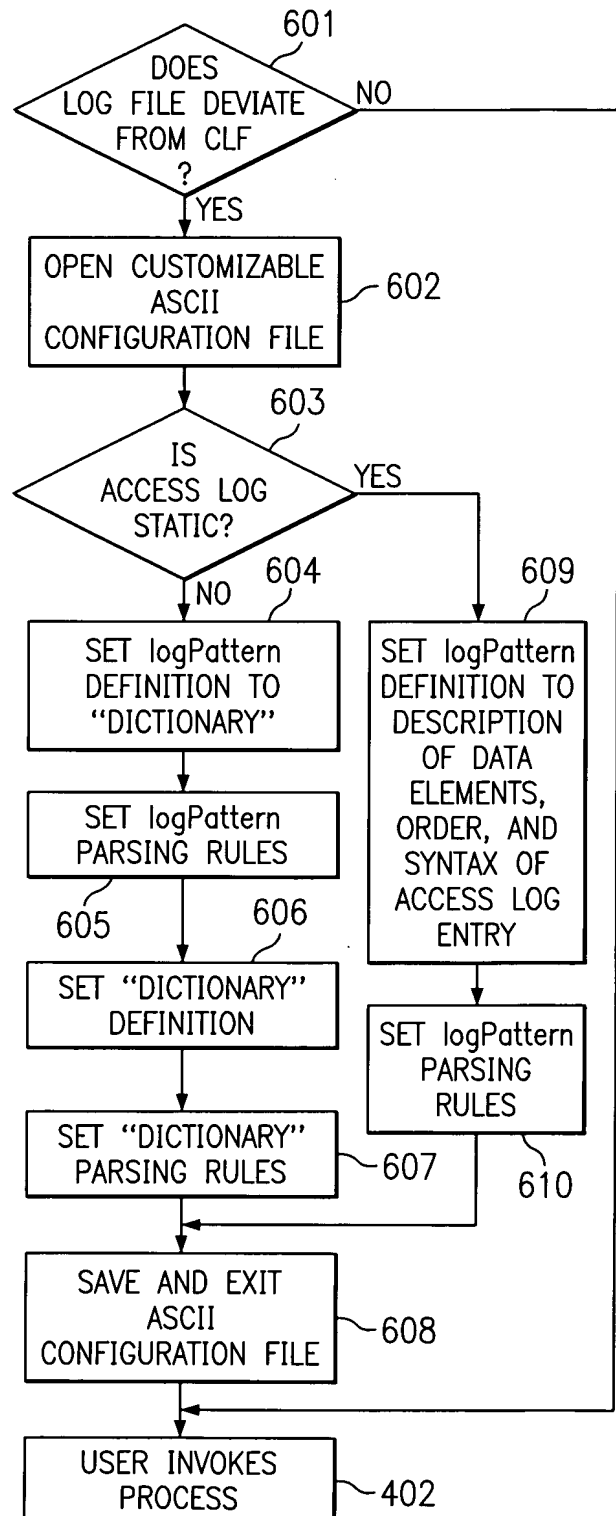 601
DOES
LOG FILE DEVIATE
FROM CLF
?
NO
YES
OPEN CUSTOMIZABLE
ASCII
CONFIGURATION FILE
602
603
IS
ACCESS LOG
STATIC?
YES
NO
604
SET logPattern
DEFINITION TO
“DICTIONARY”
609
SET logPattern
DEFINITION TO
DESCRIPTION
OF DATA
ELEMENTS,
ORDER, AND
SYNTAX OF
ACCESS LOG
ENTRY
SET logPattern
PARSING RULES
605
606
SET “DICTIONARY”
DEFINITION
SET logPattern
PARSING
RULES
610
SET “DICTIONARY”
PARSING RULES
607
SAVE AND EXIT
ASCII
CONFIGURATION FILE
608
USER INVOKES
PROCESS
402